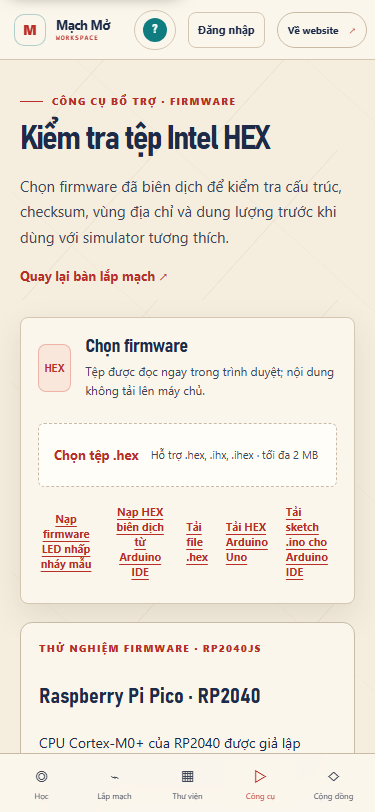 M
Mạch Mở
WORKSPACE
?
Đăng nhập
Về website ↗
CÔNG CỤ BỔ TRỢ · FIRMWARE
Kiểm tra tệp Intel HEX
Chọn firmware đã biên dịch để kiểm tra cấu trúc,
checksum, vùng địa chỉ và dung lượng trước khi
dùng với simulator tương thích.
Quay lại bàn lắp mạch ↗
HEX
Chọn firmware
Tệp được đọc ngay trong trình duyệt; nội dung
không tải lên máy chủ.
Chọn tệp .hex
Hỗ trợ .hex, .ihx, .ihex · tối đa 2 MB
Nạp
firmware
LED nhấp
nháy mẫu
Nạp HEX
biên dịch
từ
Arduino
IDE
Tải
file
.hex
Tải HEX
Arduino
Uno
Tải
sketch
.ino cho
Arduino
IDE
THỬ NGHIỆM FIRMWARE · RP2040JS
Raspberry Pi Pico · RP2040
CPU Cortex-M0+ của RP2040 được giả lập
Học
Lắp mạch
Thư viện
Công cụ
Cộng đồng